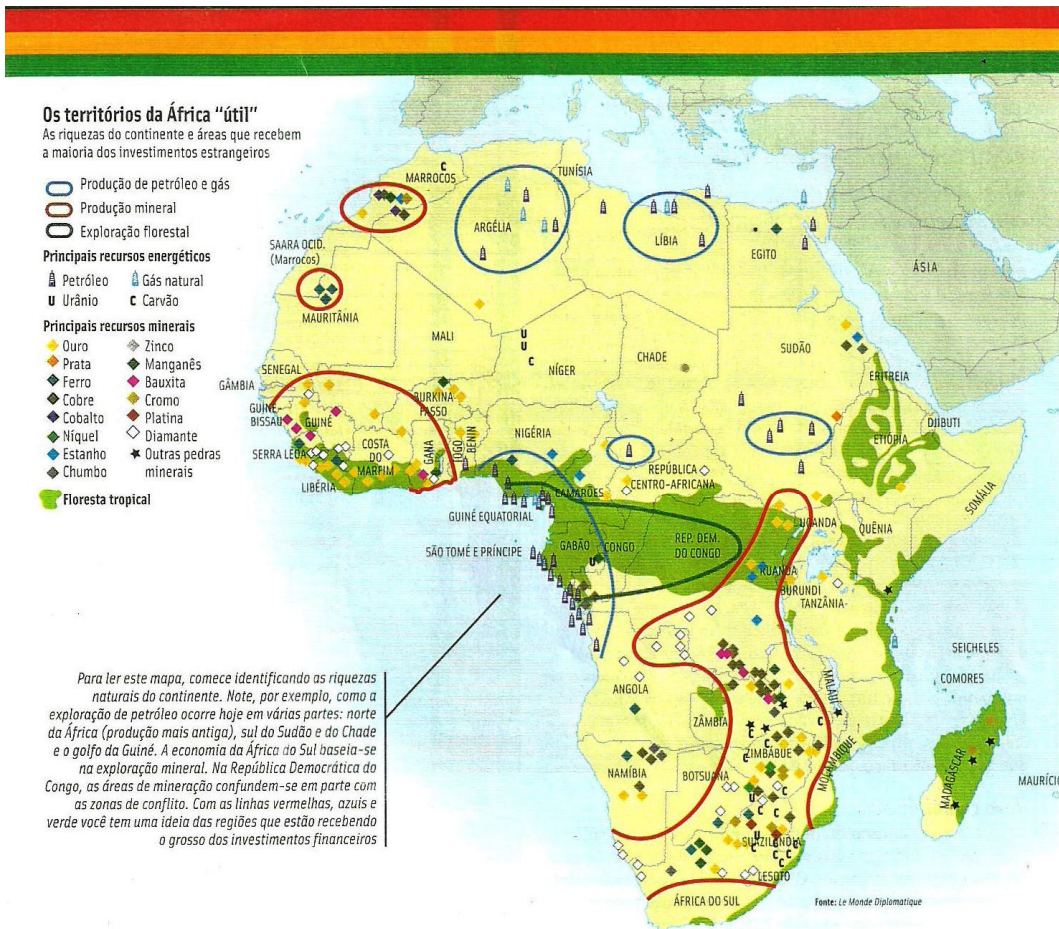 Os territórios da África "útil"
As riquezas do continente e áreas que recebem
a maioria dos investimentos estrangeiros
Produção de petróleo e gás
Produção mineral
Exploração florestal
Principais recursos energéticos
Petróleo
Gás natural
U Urânio
C Carvão
Principais recursos minerais
Ouro
Prata
Ferro
Cobre
Cobalto
Níquel
Estanho
Chumbo
Zinco
Manganês
Bauxita
Cromo
Platina
Diamante
Outras pedras
minerais
Floresta tropical
C
MARROCOS
TUNÍSIA
ARGÉLIA
LÍBIA
EGITO
ÁSIA
SAARA OCID.
(Marrocos)
MAURITÂNIA
MALI
U
U
C
NÍGER
CHADE
SUDÃO
ERITREIA
SENEGAL
GÂMBIA
GUINÉ
BISSAU
GUINÉ
BURKINA
FASSO
DJIBUTI
ETIÓPIA
SERRA LEOA
COSTA
DO
MARFIM
GANA
TOGO
BENIN
NIGÉRIA
LIBÉRIA
CAMARÕES
REPÚBLICA
CENTRO-AFRICANA
SOMÁLIA
GUINÉ EQUATORIAL
UGANDA
QUÊNIA
SÃO TOMÉ E PRÍNCIPE
GABÃO
CONGO
U
REP. DEM.
DO CONGO
RUANDA
BURUNDI
TANZÂNIA
SEICHELES
COMORES
ANGOLA
ZÂMBIA
MALAUÍ
C
C
C
C
ZIMBÁBUE
MOÇAMBIQUE
MADAGÁSCAR
MAURÍCIO
NAMÍBIA
BOTSUANA
C
U
C
U
C
SUAZILÂNDIA
C
C
C
C
C
LESOTO
ÁFRICA DO SUL
Para ler este mapa, comece identificando as riquezas
naturais do continente. Note, por exemplo, como a
exploração de petróleo ocorre hoje em várias partes: norte
da África (produção mais antiga), sul do Sudão e do Chade
e o golfo da Guiné. A economia da África do Sul baseia-se
na exploração mineral. Na República Democrática do
Congo, as áreas de mineração confundem-se em parte com
as zonas de conflito. Com as linhas vermelhas, azuis e
verde você tem uma ideia das regiões que estão recebendo
o grosso dos investimentos financeiros
Fonte: Le Monde Diplomatique